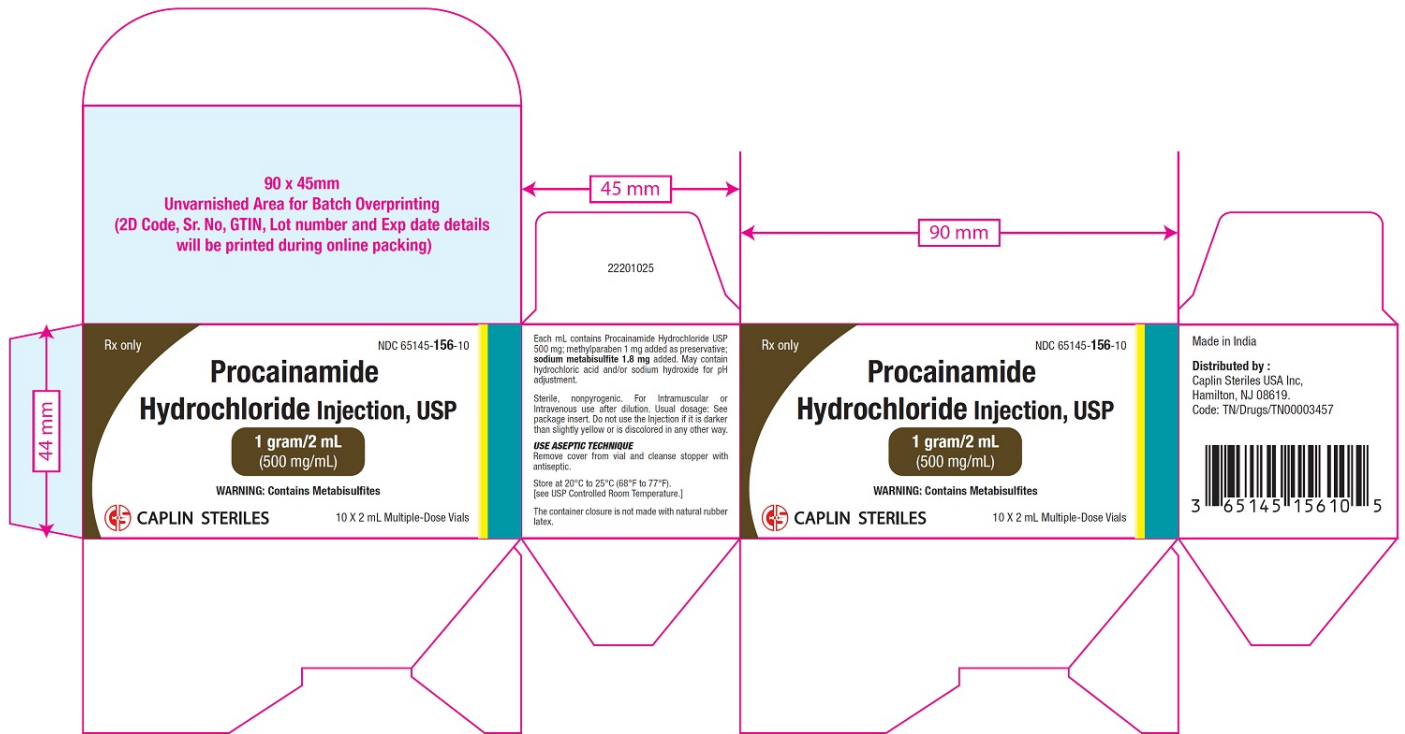 90 x 45mm
Unvarnished Area for Batch Overprinting
(2D Code, Sr. No, GTIN, Lot number and Exp date details
will be printed during online packing)
45 mm
90 mm
22201025
44 mm
Rx only
NDC 65145-156-10
Procainamide
Hydrochloride Injection, USP
1 gram/2 mL
(500 mg/mL)
WARNING: Contains Metabisulfites
CAPLIN STERILES
10 X 2 mL Multiple-Dose Vials
Each mL contains Procainamide Hydrochloride USP
500 mg; methylparaben 1 mg added as preservative;
sodium metabisulfite 1.8 mg added. May contain
hydrochloric acid and/or sodium hydroxide for pH
adjustment.
Sterile, nonpyrogenic. For Intramuscular or
Intravenous use after dilution. Usual dosage: See
package insert. Do not use the Injection if it is darker
than slightly yellow or is discolored in any other way.
USE ASEPTIC TECHNIQUE
Remove cover from vial and cleanse stopper with
antiseptic.
Store at 20°C to 25°C (68°F to 77°F).
[see USP Controlled Room Temperature.]
The container closure is not made with natural rubber
latex.
Rx only
NDC 65145-156-10
Procainamide
Hydrochloride Injection, USP
1 gram/2 mL
(500 mg/mL)
WARNING: Contains Metabisulfites
CAPLIN STERILES
10 X 2 mL Multiple-Dose Vials
Made in India
Distributed by :
Caplin Steriles USA Inc,
Hamilton, NJ 08619.
Code: TN/Drugs/TN00003457
3 65145 15610 5